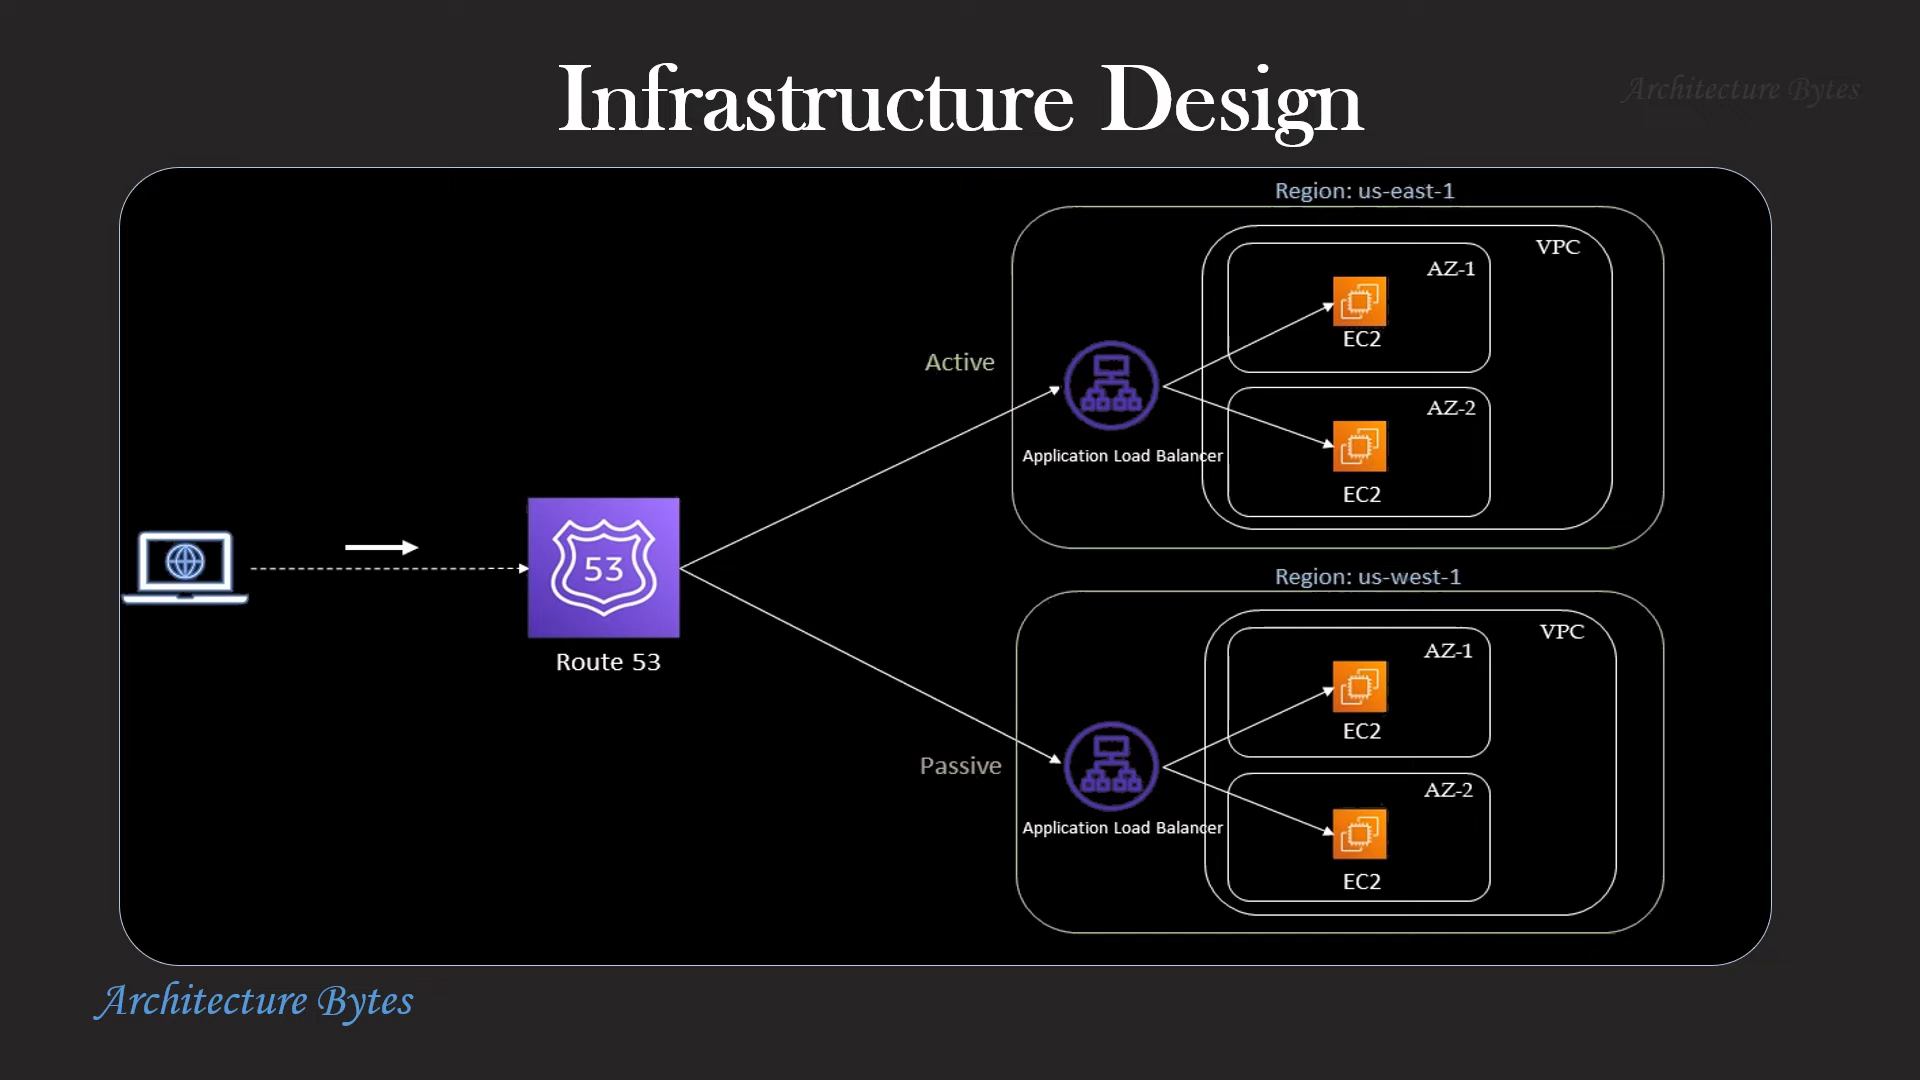 Infrastructure Design
Architecture Bytes
Region: us-east-1
VPC
AZ-1
EC2
Active
AZ-2
Application Load Balancer
EC2
53
Route 53
Region: us-west-1
VPC
AZ-1
EC2
Passive
AZ-2
Application Load Balancer
EC2
Architecture Bytes